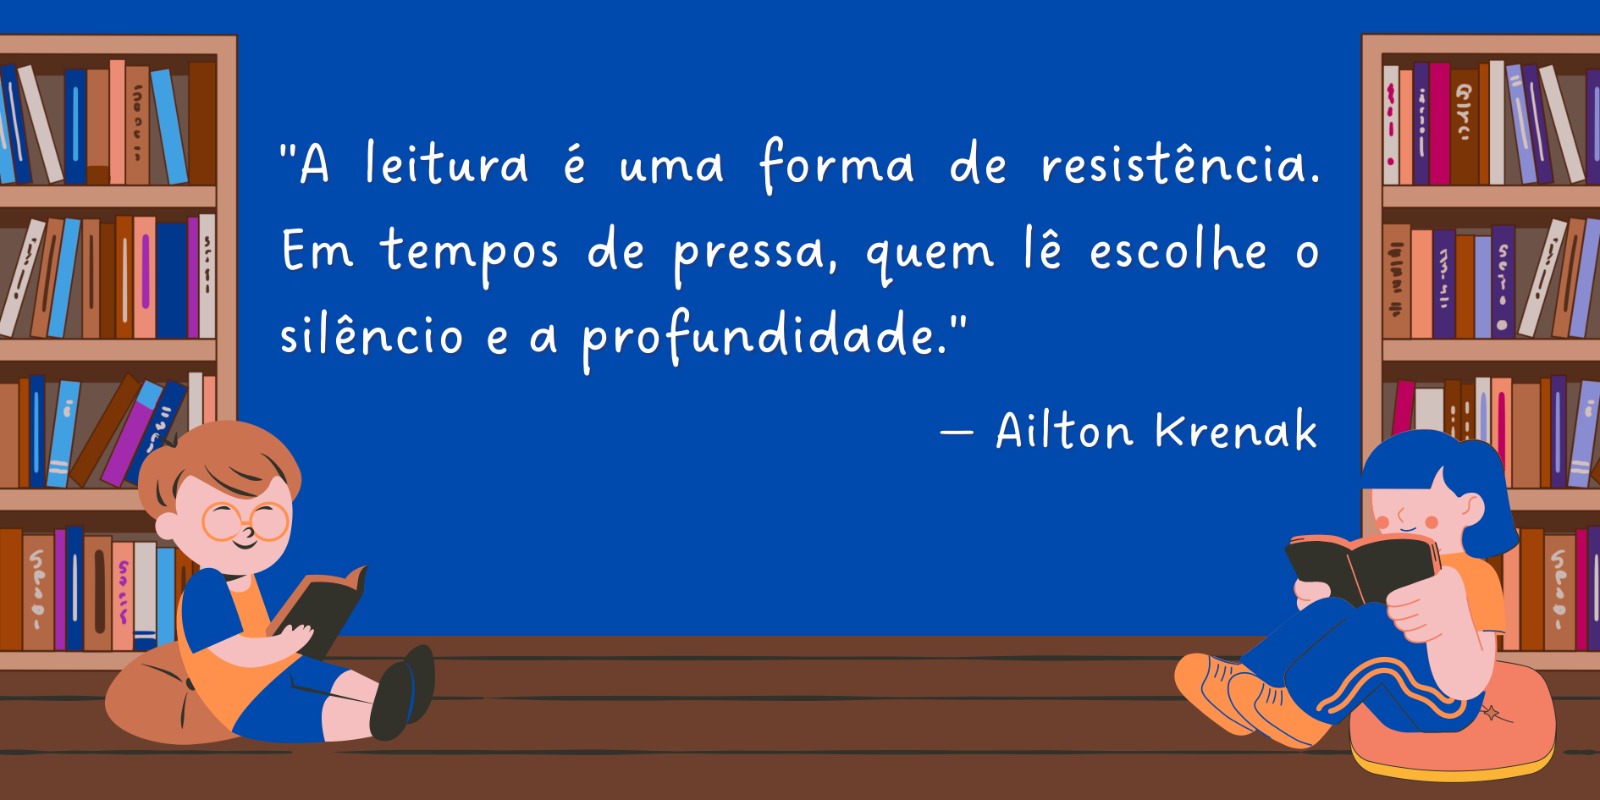 "A leitura é uma forma de resistência.
Em tempos de pressa, quem lê escolhe o
silêncio e a profundidade."
— Ailton Krenak